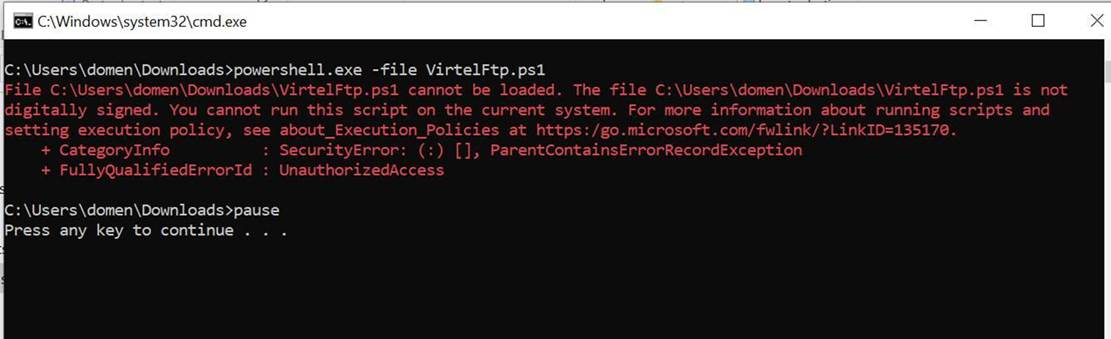 C:\Windows\system32\cmd.exe
C:\Users\domen\Downloads>powershell.exe -file VirtelFtp.ps1
File C:\Users\domen\Downloads\VirtelFtp.ps1 cannot be loaded. The file C:\Users\domen\Downloads\VirtelFtp.ps1 is not
digitally signed. You cannot run this script on the current system. For more information about running scripts and
setting execution policy, see about_Execution_Policies at https:/go.microsoft.com/fwlink/?LinkID=135170.
    + CategoryInfo          : SecurityError: (:) [], ParentContainsErrorRecordException
    + FullyQualifiedErrorId : UnauthorizedAccess
C:\Users\domen\Downloads>pause
Press any key to continue . . .